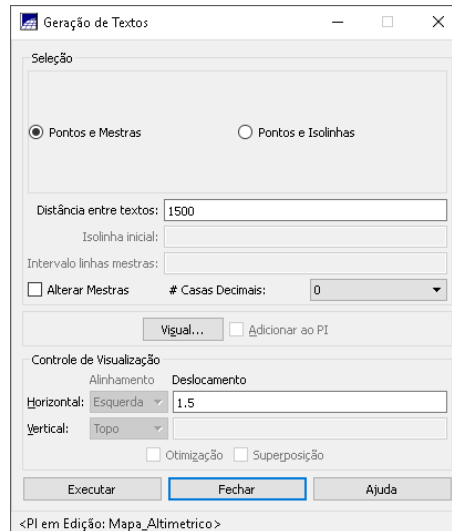 Geração de Textos
Seleção
Pontos e Mestras Pontos e Isolinhas
Distância entre textos: 1500
Isolinha inicial:
Intervalo linhas mestras:
Alterar Mestras # Casas Decimais: 0
Visual... Adicionar ao PI
Controle de Visualização
Alinhamento Deslocamento
Horizontal: Esquerda 1.5
Vertical: Topo
Otimização Superposição
Executar Fechar Ajuda
<PI em Edição: Mapa_Altimetrico>